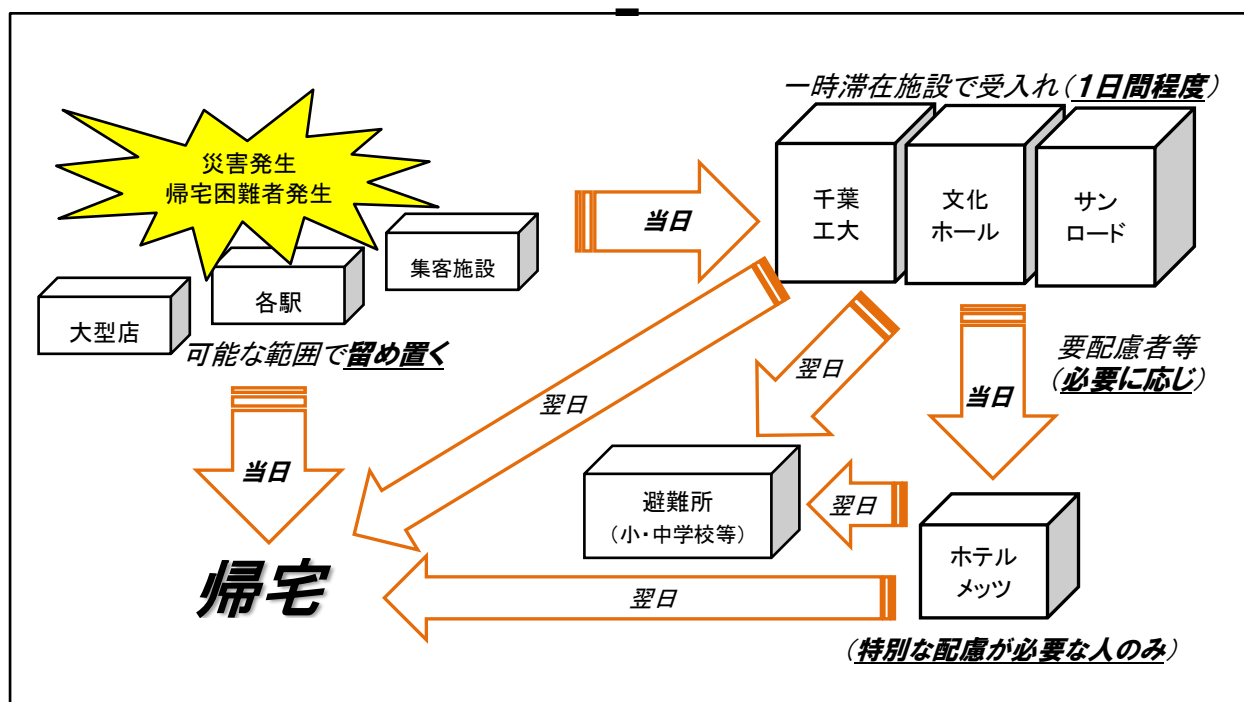 一時滞在施設で受入れ（１日間程度）
災害発生
帰宅困難者発生
千葉
工大
文化
ホール
サン
ロード
当日
集客施設
各駅
大型店
可能な範囲で留め置く
要配慮者等
（必要に応じ）
翌日
翌日
当日
当日
避難所
（小・中学校等）
翌日
ホテル
メッツ
帰宅
翌日
（特別な配慮が必要な人のみ）